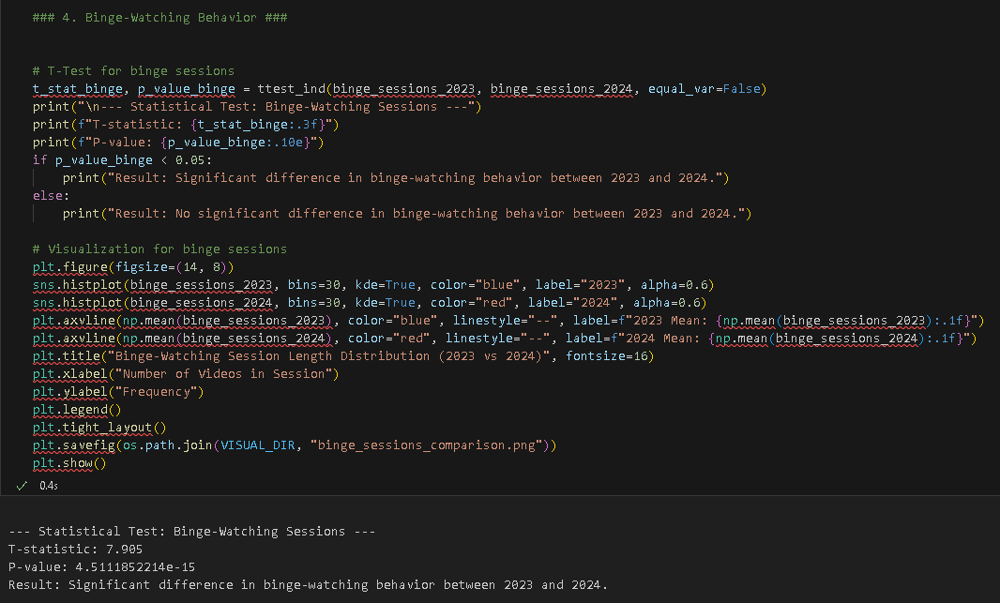 ### 4. Binge-Watching Behavior ###
# T-Test for binge sessions
t_stat_binge, p_value_binge = ttest_ind(binge_sessions_2023, binge_sessions_2024, equal_var=False)
print("\n--- Statistical Test: Binge-Watching Sessions ---")
print(f"T-statistic: {t_stat_binge:.3f}")
print(f"P-value: {p_value_binge:.10e}")
if p_value_binge < 0.05:
    print("Result: Significant difference in binge-watching behavior between 2023 and 2024.")
else:
    print("Result: No significant difference in binge-watching behavior between 2023 and 2024.")
# Visualization for binge sessions
plt.figure(figsize=(14, 8))
sns.histplot(binge_sessions_2023, bins=30, kde=True, color="blue", label="2023", alpha=0.6)
sns.histplot(binge_sessions_2024, bins=30, kde=True, color="red", label="2024", alpha=0.6)
plt.axvline(np.mean(binge_sessions_2023), color="blue", linestyle="--", label=f"2023 Mean: {np.mean(binge_sessions_2023):.1f}")
plt.axvline(np.mean(binge_sessions_2024), color="red", linestyle="--", label=f"2024 Mean: {np.mean(binge_sessions_2024):.1f}")
plt.title("Binge-Watching Session Length Distribution (2023 vs 2024)", fontsize=16)
plt.xlabel("Number of Videos in Session")
plt.ylabel("Frequency")
plt.legend()
plt.tight_layout()
plt.savefig(os.path.join(VISUAL_DIR, "binge_sessions_comparison.png"))
plt.show()
0.4s
--- Statistical Test: Binge-Watching Sessions ---
T-statistic: 7.905
P-value: 4.5111852214e-15
Result: Significant difference in binge-watching behavior between 2023 and 2024.